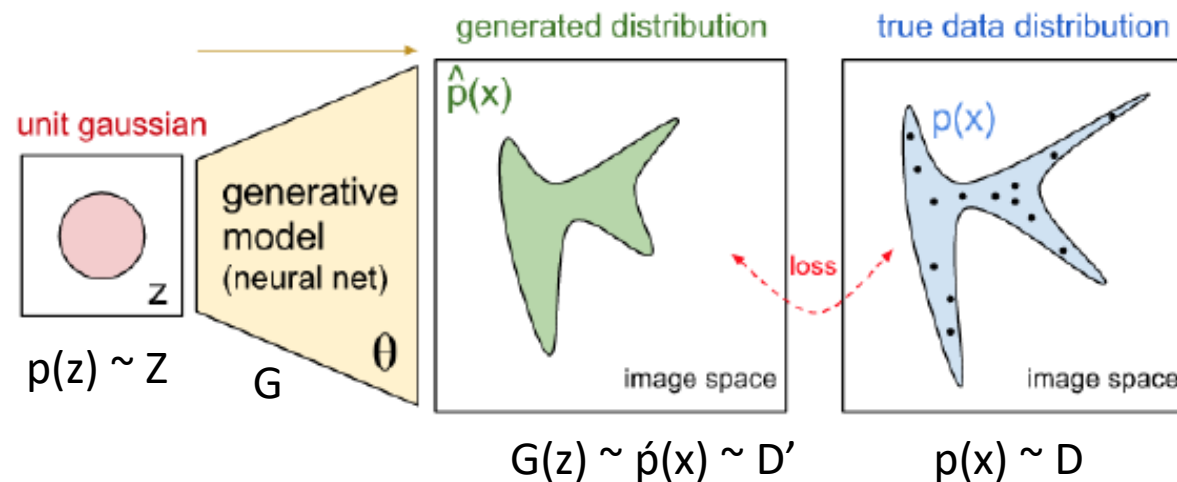 generated distribution
true data distribution
p̂(x)
p(x)
unit gaussian
generative
model
(neural net)
z
θ
loss
image space
image space
p(z) ~ Z
G
G(z) ~ ṕ(x) ~ D’
p(x) ~ D